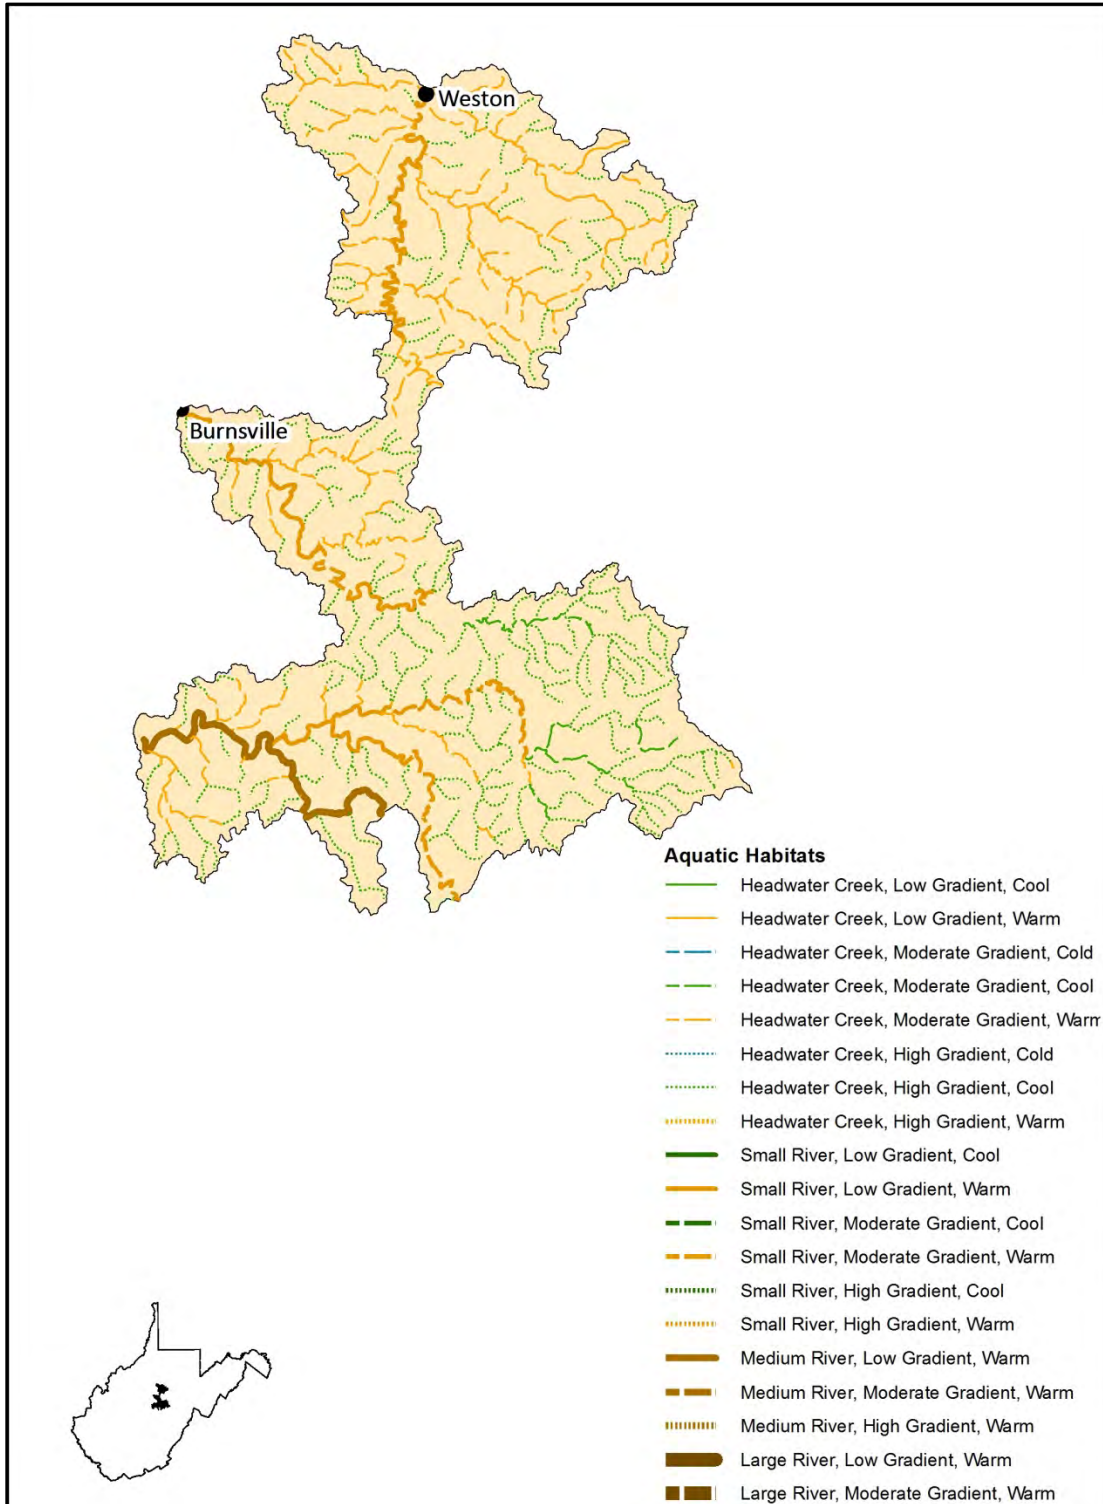 Weston
Burnsville
Aquatic Habitats
Headwater Creek, Low Gradient, Cool
Headwater Creek, Low Gradient, Warm
Headwater Creek, Moderate Gradient, Cold
Headwater Creek, Moderate Gradient, Cool
Headwater Creek, Moderate Gradient, Warm
Headwater Creek, High Gradient, Cold
Headwater Creek, High Gradient, Cool
Headwater Creek, High Gradient, Warm
Small River, Low Gradient, Cool
Small River, Low Gradient, Warm
Small River, Moderate Gradient, Cool
Small River, Moderate Gradient, Warm
Small River, High Gradient, Cool
Small River, High Gradient, Warm
Medium River, Low Gradient, Warm
Medium River, Moderate Gradient, Warm
Medium River, High Gradient, Warm
Large River, Low Gradient, Warm
Large River, Moderate Gradient, Warm